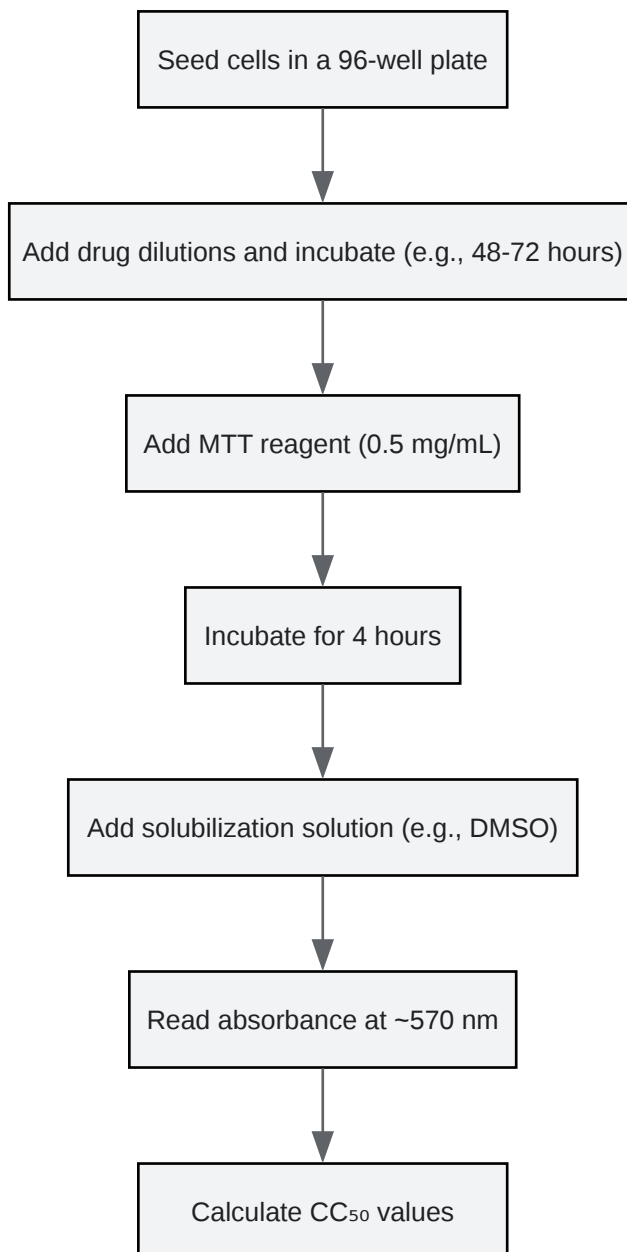 Seed cells in a 96-well plate
Add drug dilutions and incubate (e.g., 48-72 hours)
Add MTT reagent (0.5 mg/mL)
Incubate for 4 hours
Add solubilization solution (e.g., DMSO)
Read absorbance at ~570 nm
Calculate CC₅₀ values